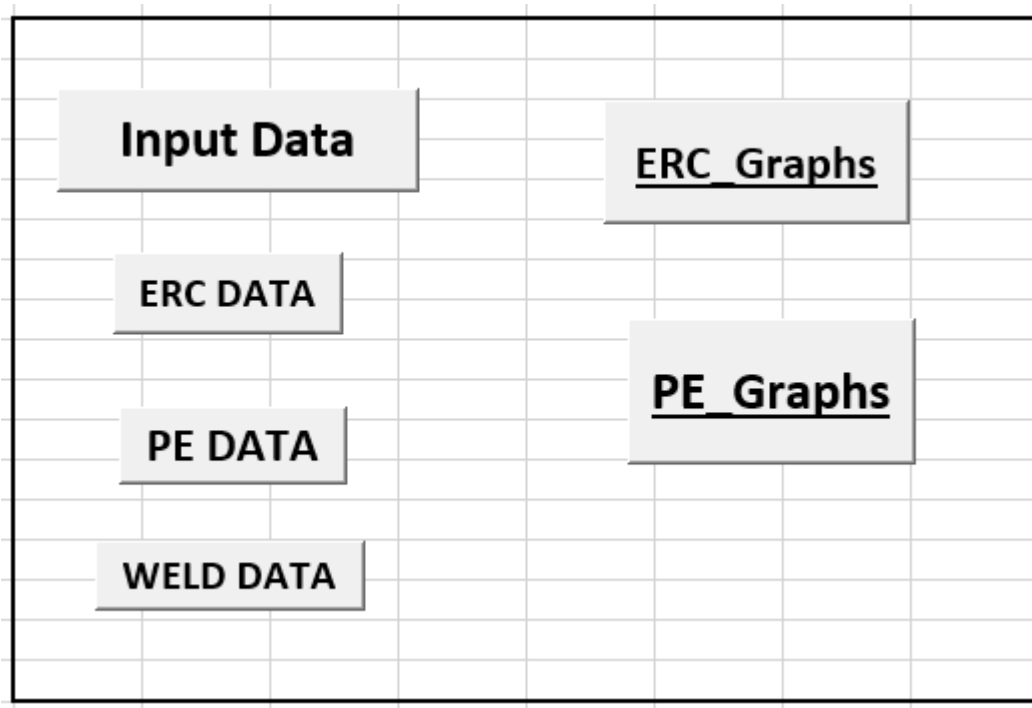 Input Data
ERC DATA
PE DATA
WELD DATA
ERC_Graphs
PE_Graphs